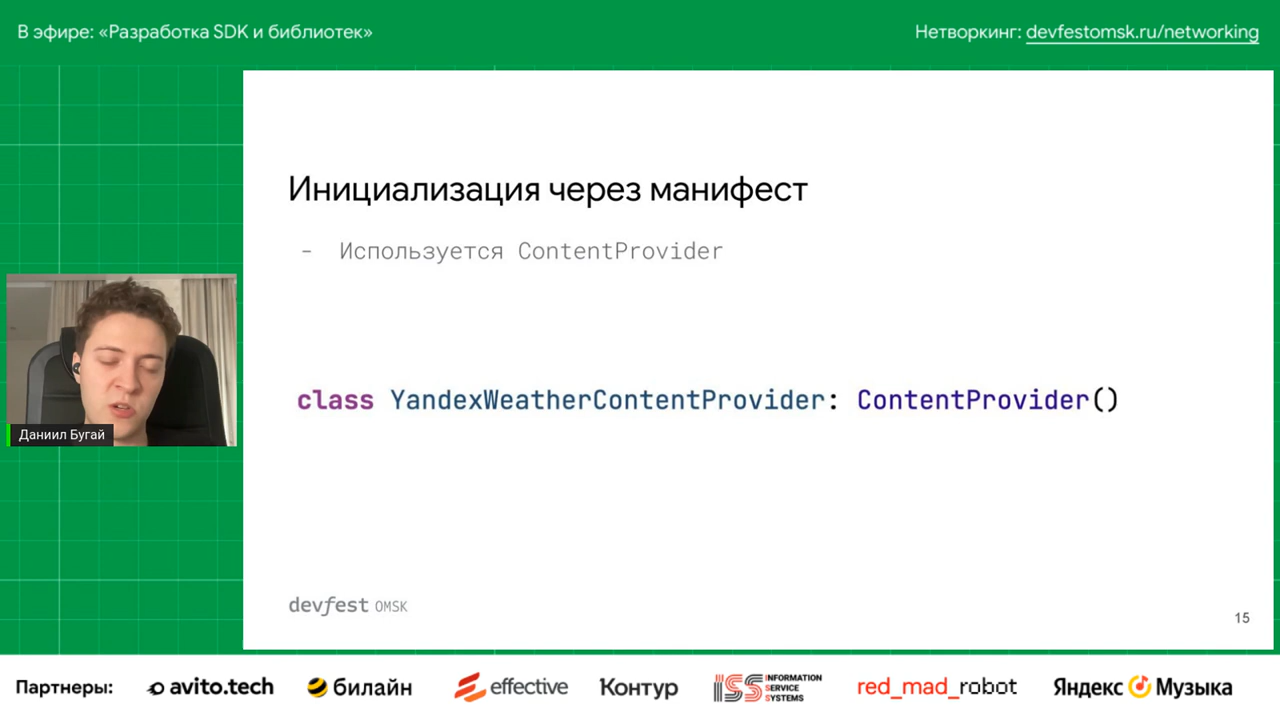 В эфире: «Разработка SDK и библиотек»
Нетворкинг: devfestomsk.ru/networking
Инициализация через манифест
- Используется ContentProvider
class YandexWeatherContentProvider: ContentProvider()
Даниил Бугай
devfest OMSK
15
Партнеры: avito.tech билайн effective Контур ISS INFORMATION SERVICE SYSTEMS red_mad_robot Яндекс Музыка